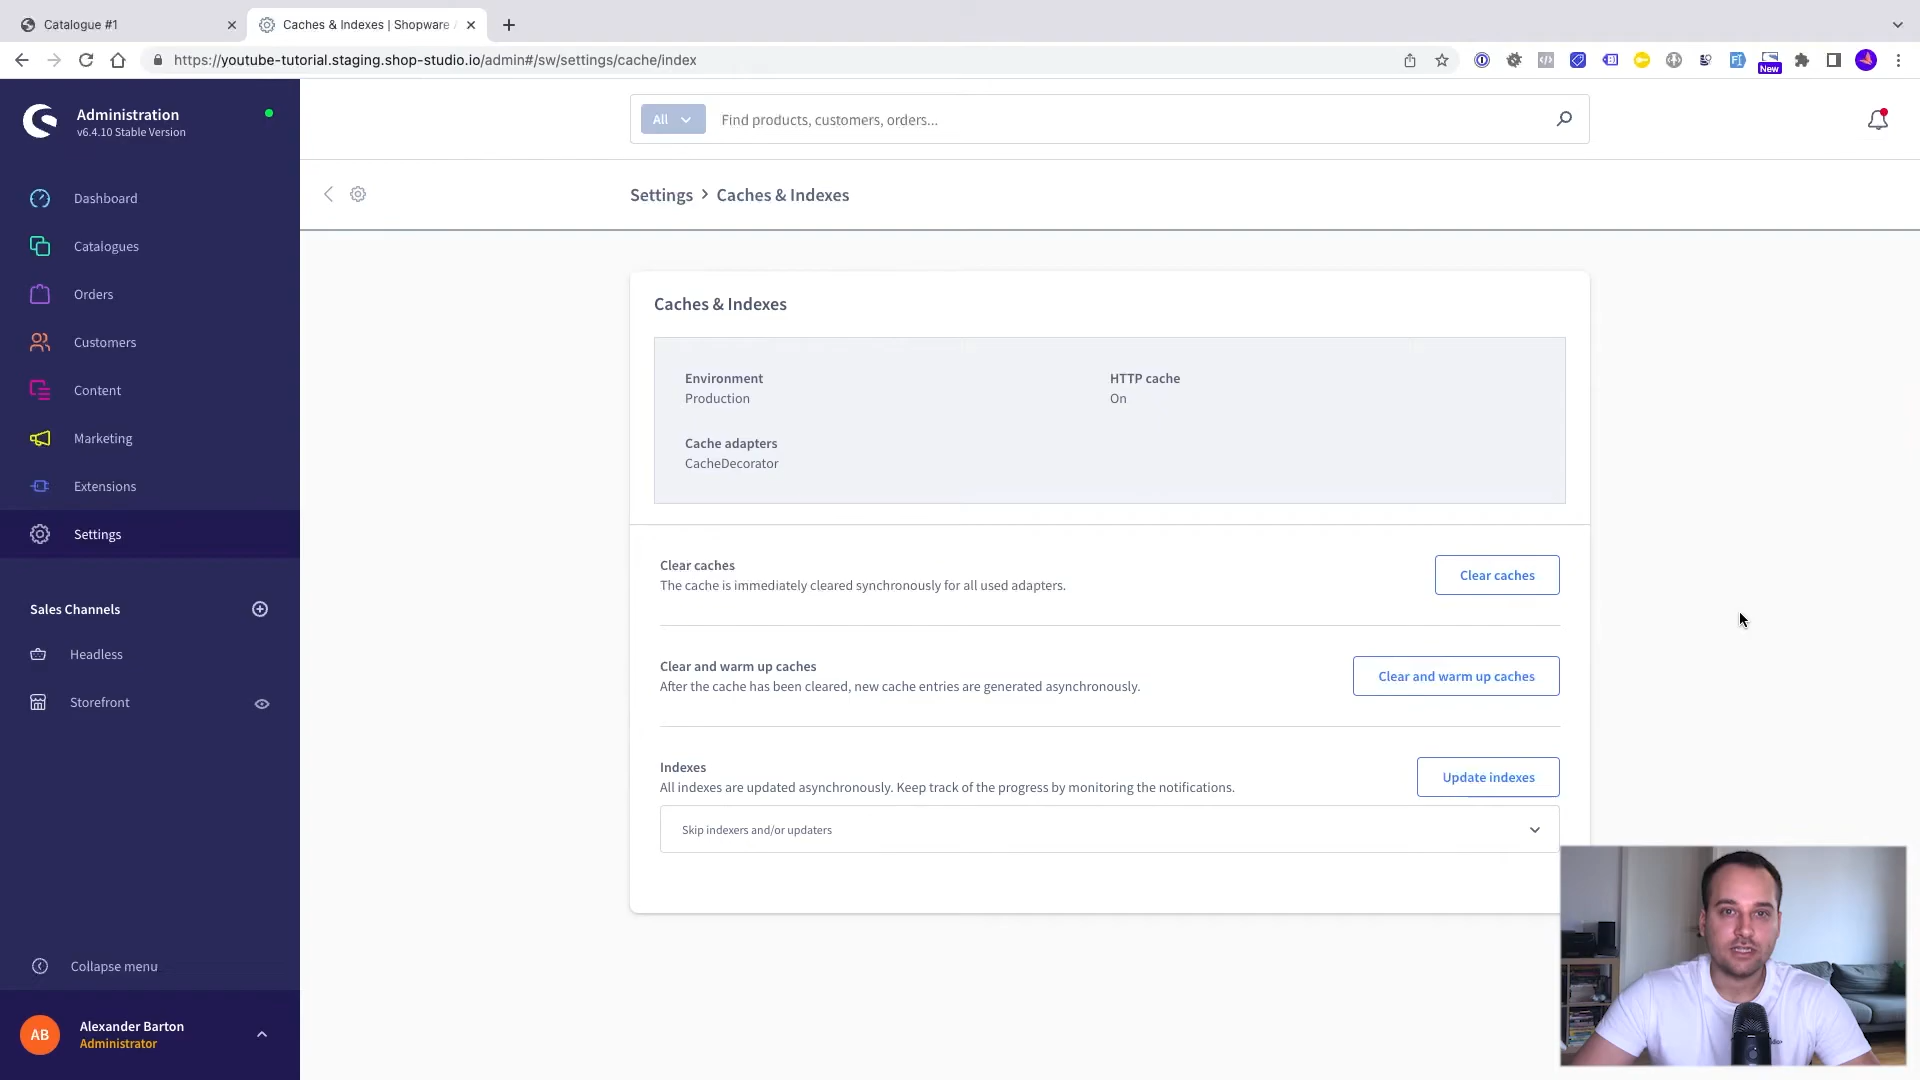 Catalogue #1
Caches & Indexes | Shopware
https://youtube-tutorial.staging.shop-studio.io/admin#/sw/settings/cache/index
New
Administration
v6.4.10 Stable Version
All
Find products, customers, orders...
Dashboard
Catalogues
Orders
Customers
Content
Marketing
Extensions
Settings
Sales Channels
Headless
Storefront
Collapse menu
AB
Alexander Barton
Administrator
Settings > Caches & Indexes
Caches & Indexes
Environment
Production
HTTP cache
On
Cache adapters
CacheDecorator
Clear caches
The cache is immediately cleared synchronously for all used adapters.
Clear caches
Clear and warm up caches
After the cache has been cleared, new cache entries are generated asynchronously.
Clear and warm up caches
Indexes
All indexes are updated asynchronously. Keep track of the progress by monitoring the notifications.
Update indexes
Skip indexers and/or updaters